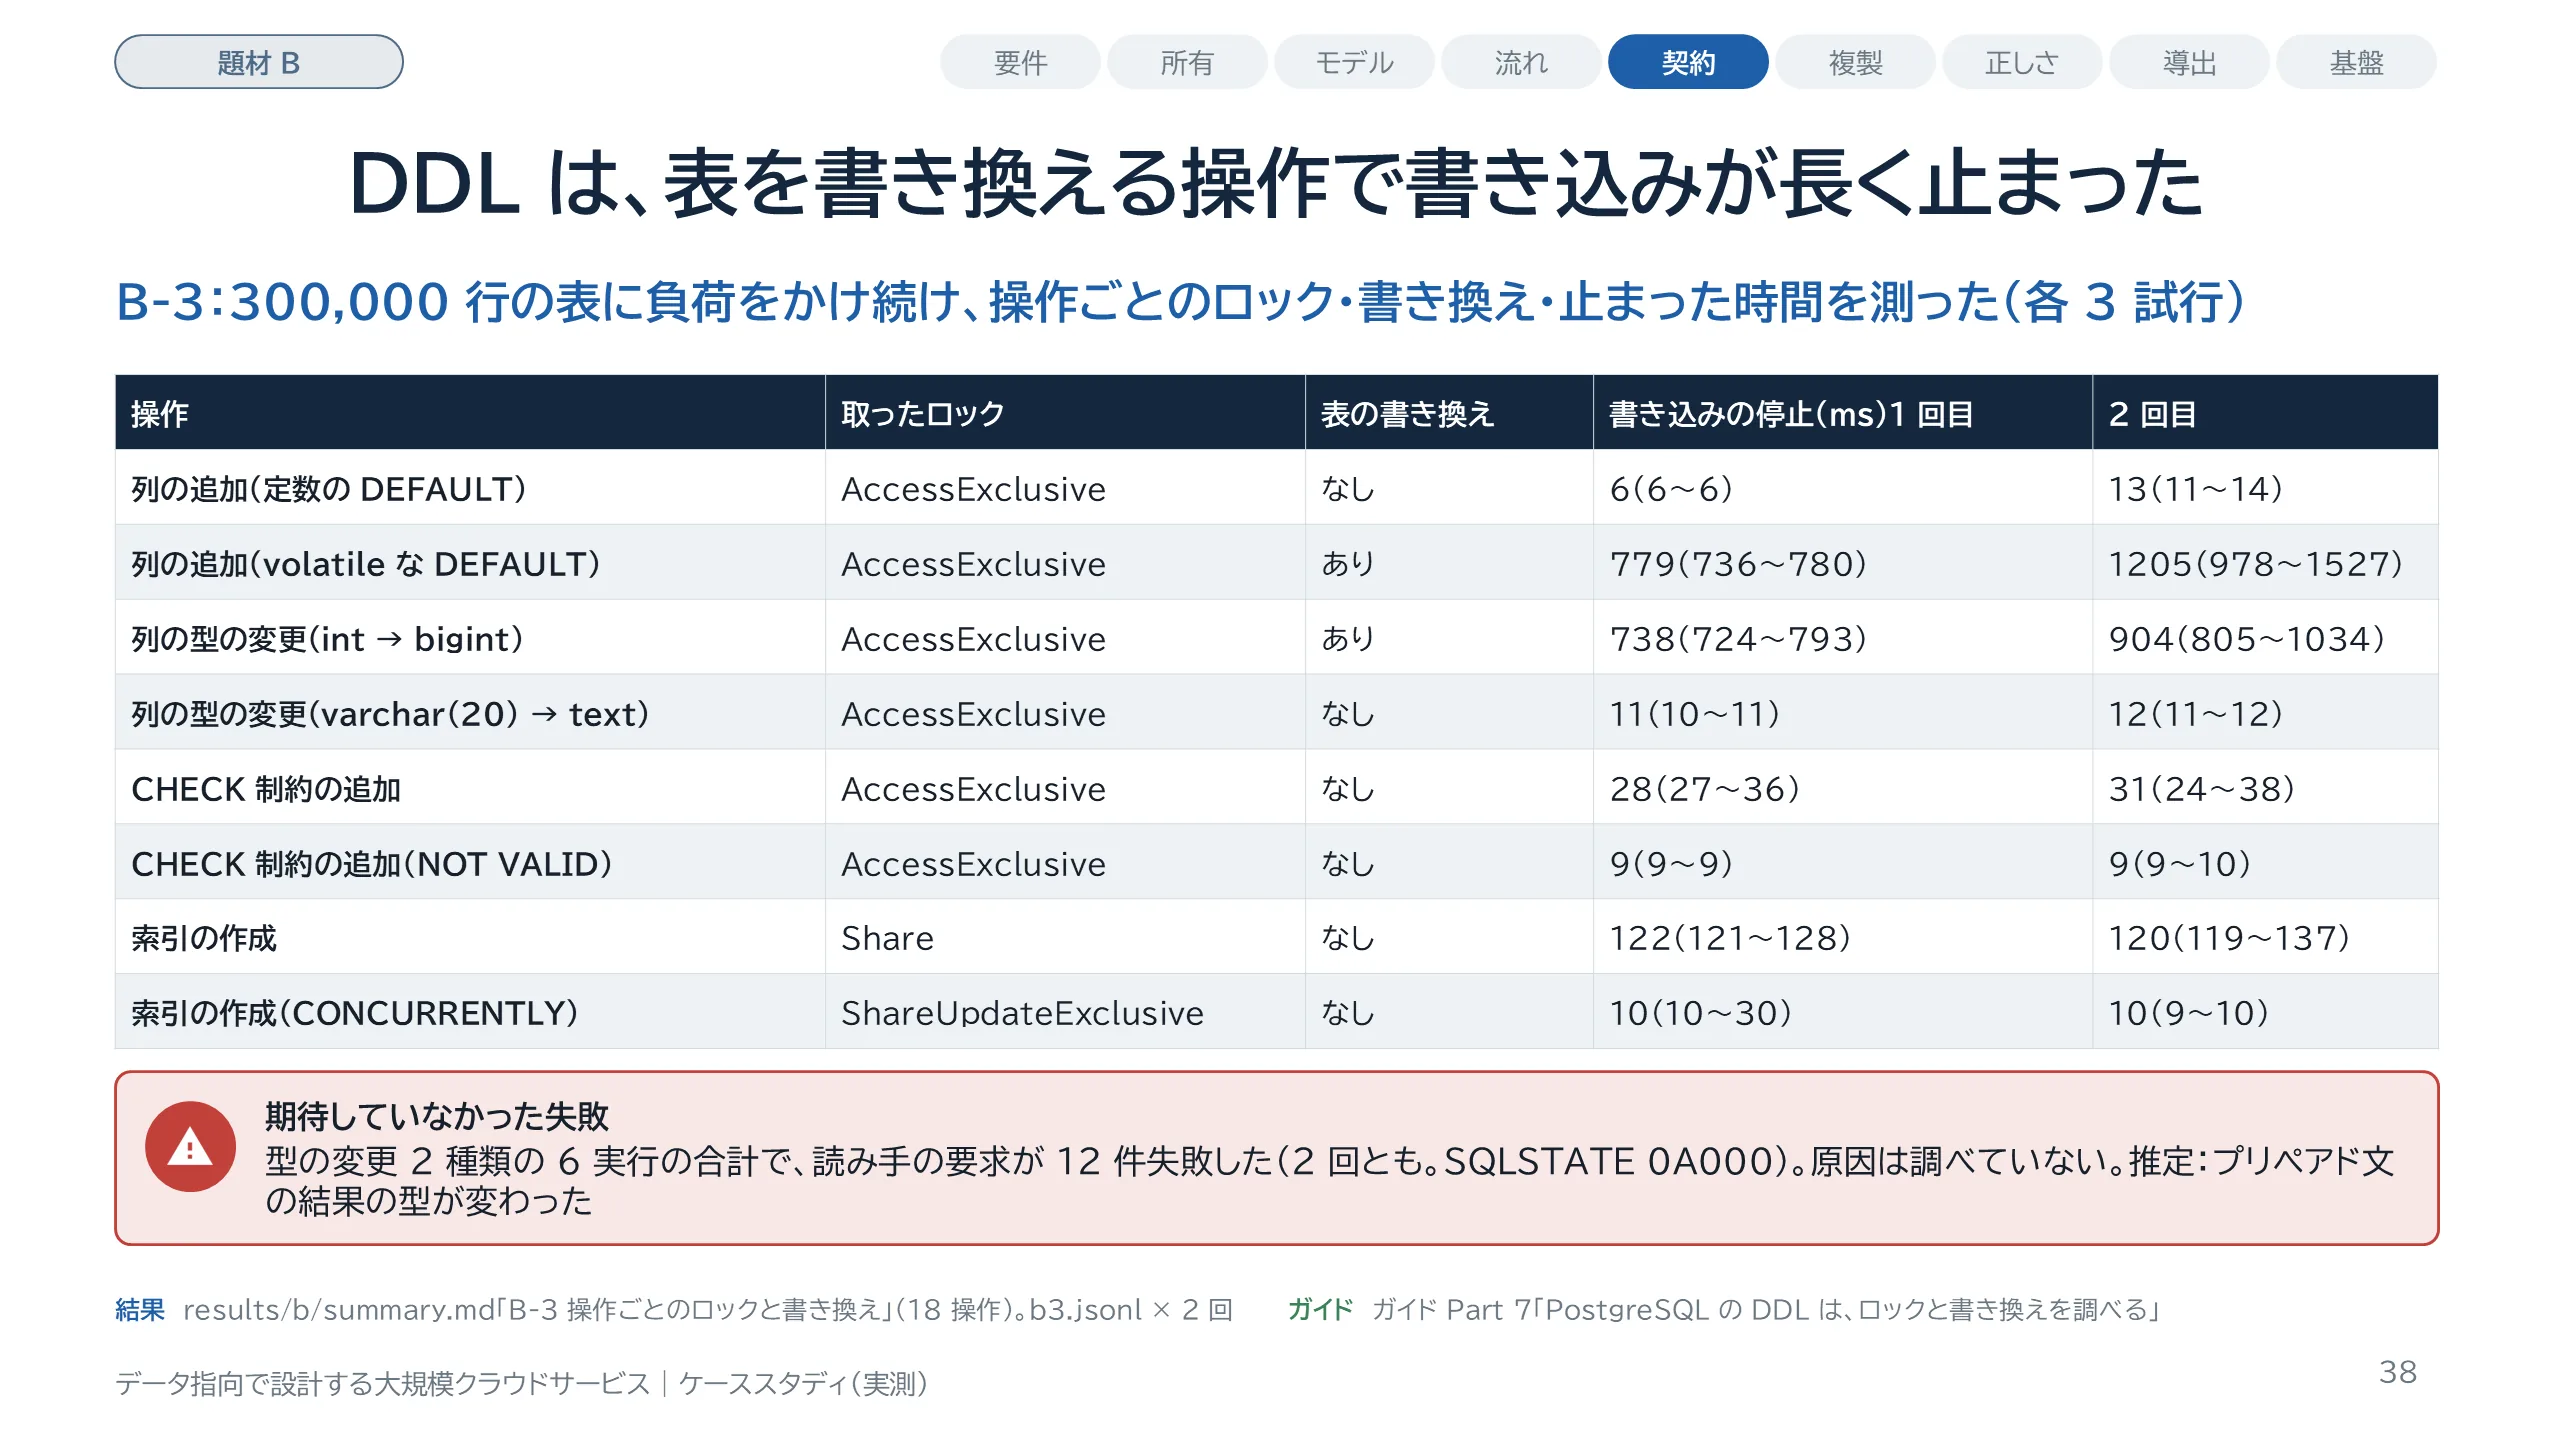 題材 B
要件 所有 モデル 流れ 契約 複製 正しさ 導出 基盤
DDL は、表を書き換える操作で書き込みが長く止まった
B-3：300,000 行の表に負荷をかけ続け、操作ごとのロック・書き換え・止まった時間を測った（各 3 試行）
操作 取ったロック 表の書き換え 書き込みの停止（ms）1 回目 2 回目
列の追加（定数の DEFAULT） AccessExclusive なし 6（6～6） 13（11～14）
列の追加（volatile な DEFAULT） AccessExclusive あり 779（736～780） 1205（978～1527）
列の型の変更（int → bigint） AccessExclusive あり 738（724～793） 904（805～1034）
列の型の変更（varchar（20） → text） AccessExclusive なし 11（10～11） 12（11～12）
CHECK 制約の追加 AccessExclusive なし 28（27～36） 31（24～38）
CHECK 制約の追加（NOT VALID） AccessExclusive なし 9（9～9） 9（9～10）
索引の作成 Share なし 122（121～128） 120（119～137）
索引の作成（CONCURRENTLY） ShareUpdateExclusive なし 10（10～30） 10（9～10）
期待していなかった失敗
型の変更 2 種類の 6 実行の合計で、読み手の要求が 12 件失敗した（2 回とも。SQLSTATE 0A000）。原因は調べていない。推定：プリペアド文
の結果の型が変わった
結果 results/b/summary.md「B-3 操作ごとのロックと書き換え」（18 操作）。b3.jsonl × 2 回 ガイド ガイド Part 7「PostgreSQL の DDL は、ロックと書き換えを調べる」
データ指向で設計する大規模クラウドサービス｜ケーススタディ（実測）
38